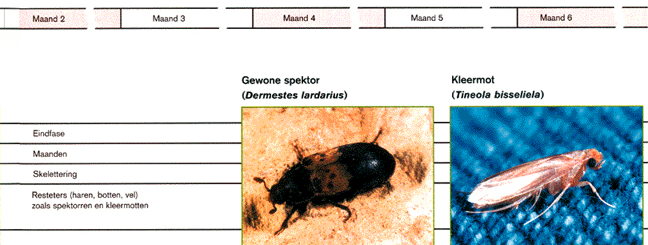 Maand 2 Maand 3 Maand 4 Maand 5 Maand 6
Gewone spektor
(Dermestes lardarius)
Kleermot
(Tineola bisseliela)
Eindfase
Maanden
Skelettering
Resteters (haren, botten, vel)
zoals spektorren en kleermotten